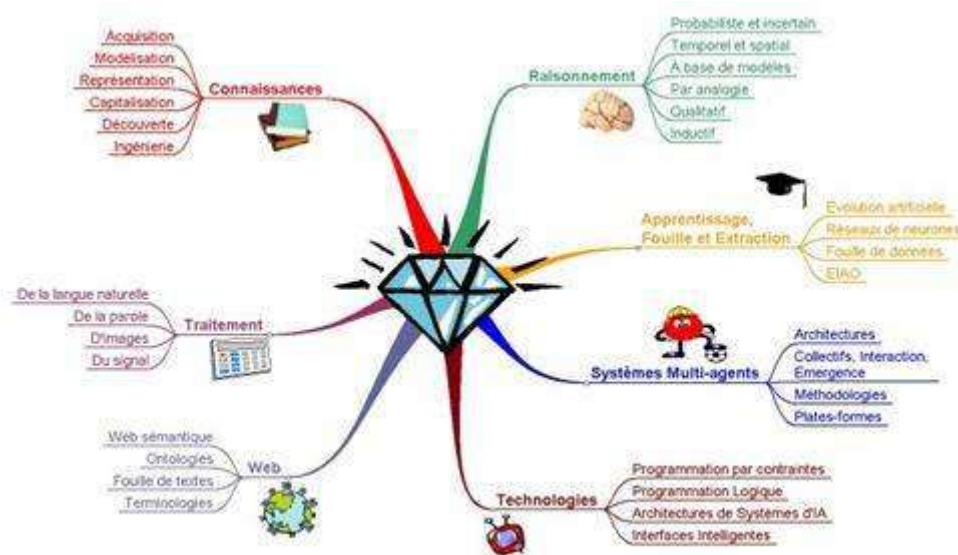 Acquisition
Modélisation
Représentation
Capitalisation
Découverte
Ingénierie
Connaissances
Probabiliste et incertain
Temporel et spatial
A base de modèles
Par analogie
Qualitatif
Inductif
Raisonnement
Apprentissage,
Fouille et Extraction
Evolution artificielle
Réseaux de neurones
Fouille de données
EIAO
De la langue naturelle
De la parole
D'images
Du signal
Traitement
Systèmes Multi-agents
Architectures
Collectifs, Interaction,
Emergence
Méthodologies
Plates-formes
Web sémantique
Ontologies
Fouille de textes
Terminologies
Web
Technologies
Programmation par contraintes
Programmation Logique
Architectures de Systèmes d'IA
Interfaces Intelligentes